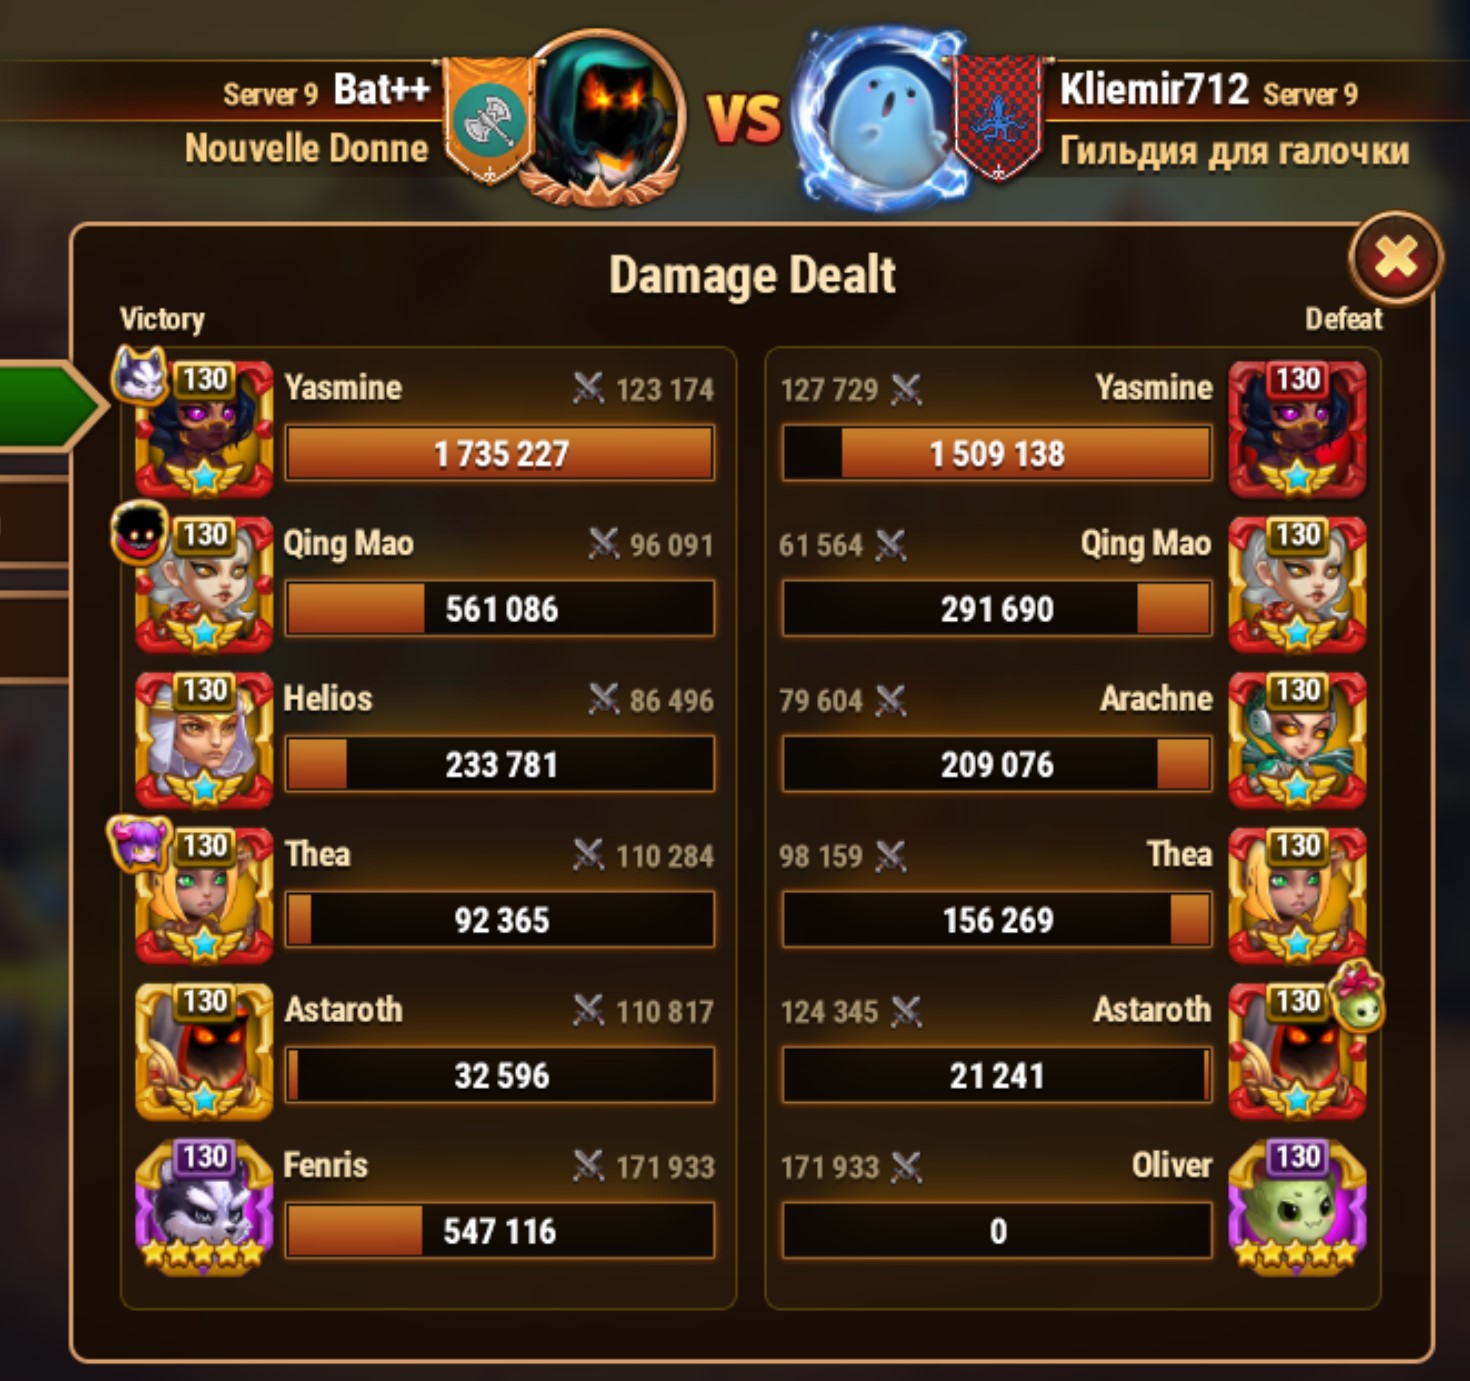 Server 9 Bat++
Nouvelle Donne
VS
Kliemir712 Server 9
Гильдия для галочки
Damage Dealt
Victory
Defeat
130 Yasmine 123 174
1 735 227
127 729 Yasmine 130
1 509 138
130 Qing Mao 96 091
561 086
61 564 Qing Mao 130
291 690
130 Helios 86 496
233 781
79 604 Arachne 130
209 076
130 Thea 110 284
92 365
98 159 Thea 130
156 269
130 Astaroth 110 817
32 596
124 345 Astaroth 130
21 241
130 Fenris 171 933
547 116
171 933 Oliver 130
0